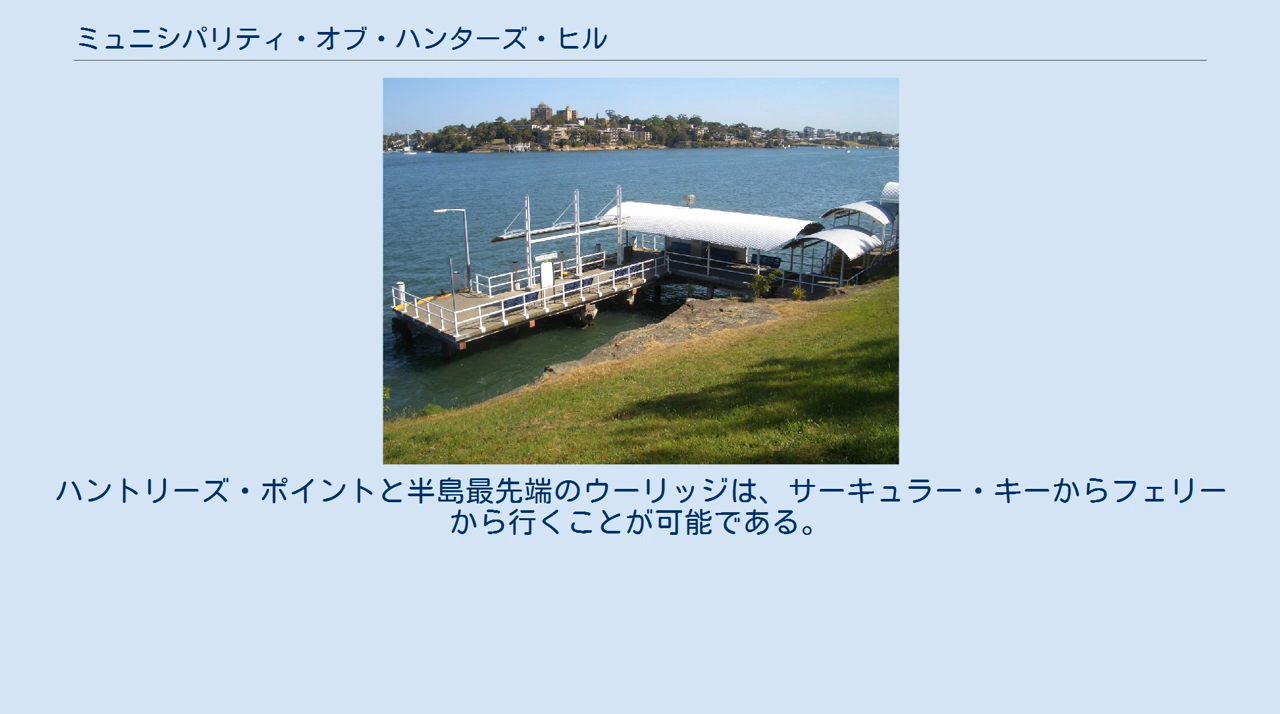 ミュニシパリティ・オブ・ハンターズ・ヒル
ハントリーズ・ポイントと半島最先端のウーリッジは、サーキュラー・キーからフェリー
から行くことが可能である。